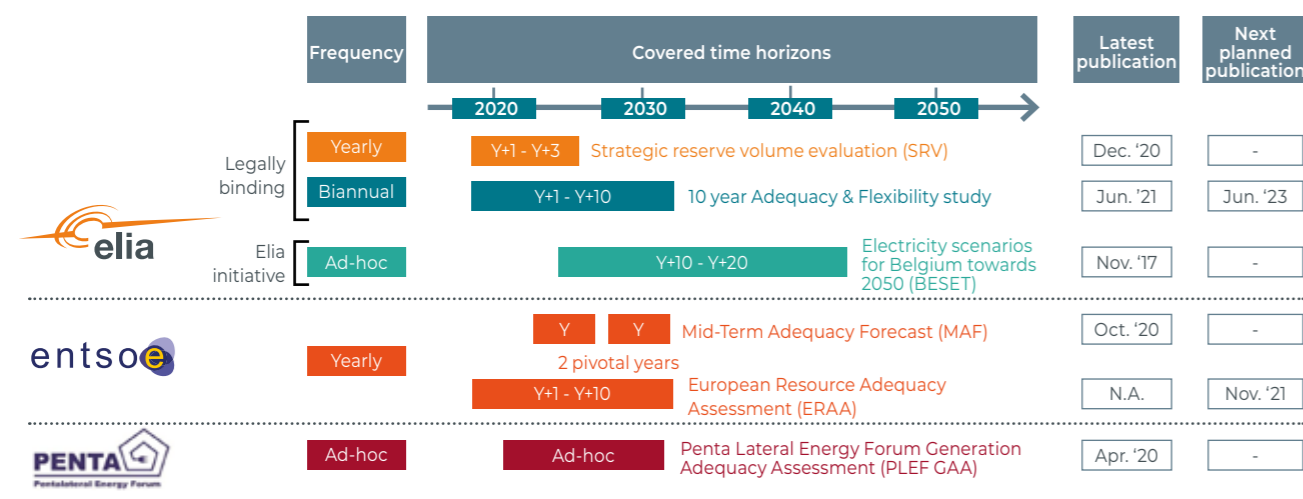 Frequency
Covered time horizons
Latest
publication
Next
planned
publication
2020
2030
2040
2050
elia
Legally
binding
Yearly
Y+1 - Y+3
Strategic reserve volume evaluation (SRV)
Dec. ‘20
-
Biannual
Y+1 - Y+10
10 year Adequacy & Flexibility study
Jun. ’21
Jun. ’23
Elia
initiative
Ad-hoc
Y+10 - Y+20
Electricity scenarios
for Belgium towards
2050 (BESET)
Nov. ‘17
-
entsoe
Yearly
Y
Y
Mid-Term Adequacy Forecast (MAF)
Oct. ‘20
-
2 pivotal years
Y+1 - Y+10
European Resource Adequacy
Assessment (ERAA)
N.A.
Nov. ‘21
PENTA
Pentalateral Energy Forum
Ad-hoc
Ad-hoc
Penta Lateral Energy Forum Generation
Adequacy Assessment (PLEF GAA)
Apr. ‘20
-